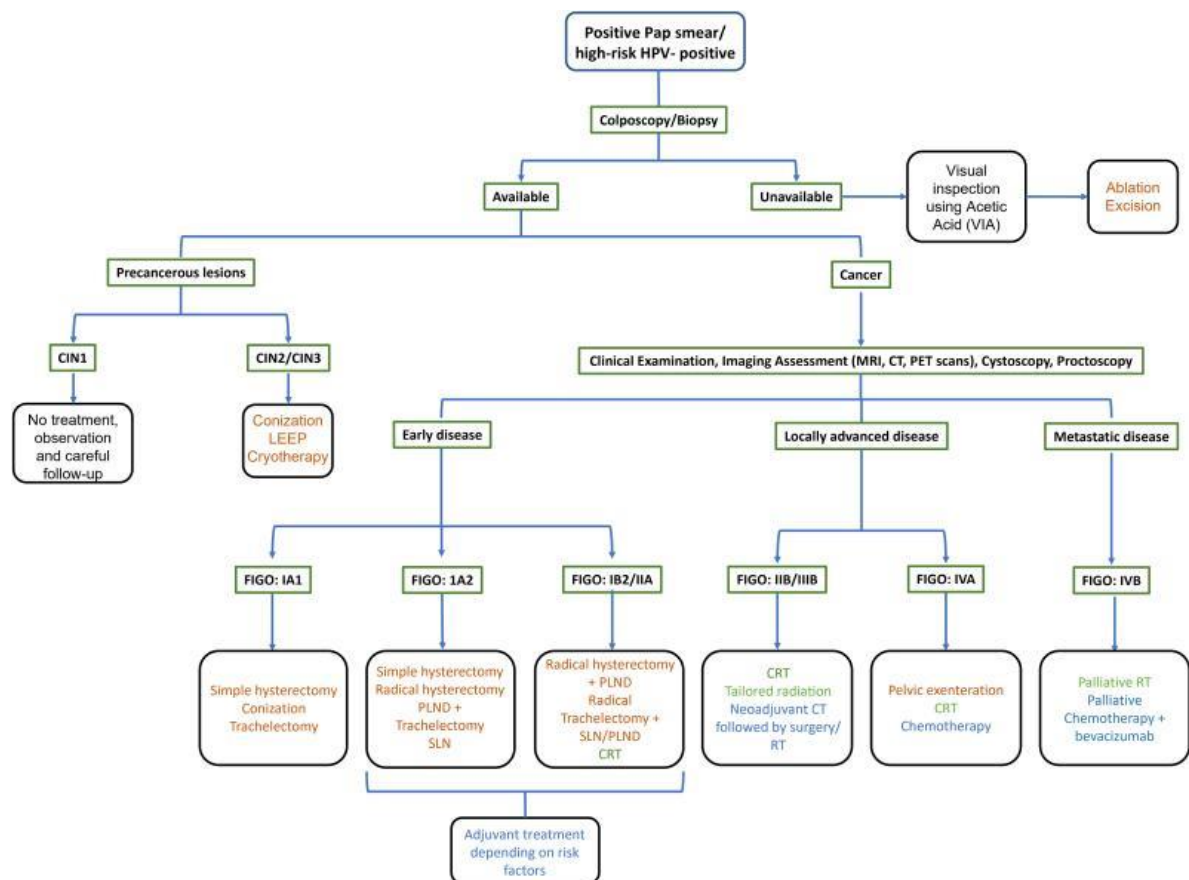 Positive Pap smear/
high-risk HPV- positive
Colposcopy/Biopsy
Available
Unavailable
Visual
inspection
using Acetic
Acid (VIA)
Ablation
Excision
Precancerous lesions
Cancer
CIN1
CIN2/CIN3
Clinical Examination, Imaging Assessment (MRI, CT, PET scans), Cystoscopy, Proctoscopy
No treatment,
observation
and careful
follow-up
Conization
LEEP
Cryotherapy
Early disease
Locally advanced disease
Metastatic disease
FIGO: IA1
FIGO: 1A2
FIGO: IB2/IIA
FIGO: IIB/IIIB
FIGO: IVA
FIGO: IVB
Simple hysterectomy
Conization
Trachelectomy
Simple hysterectomy
Radical hysterectomy
PLND +
Trachelectomy
SLN
Radical hysterectomy
+ PLND
Radical
Trachelectomy +
SLN/PLND
CRT
CRT
Tailored radiation
Neoadjuvant CT
followed by surgery/
RT
Pelvic exenteration
CRT
Chemotherapy
Palliative RT
Palliative
Chemotherapy +
bevacizumab
Adjuvant treatment
depending on risk
factors